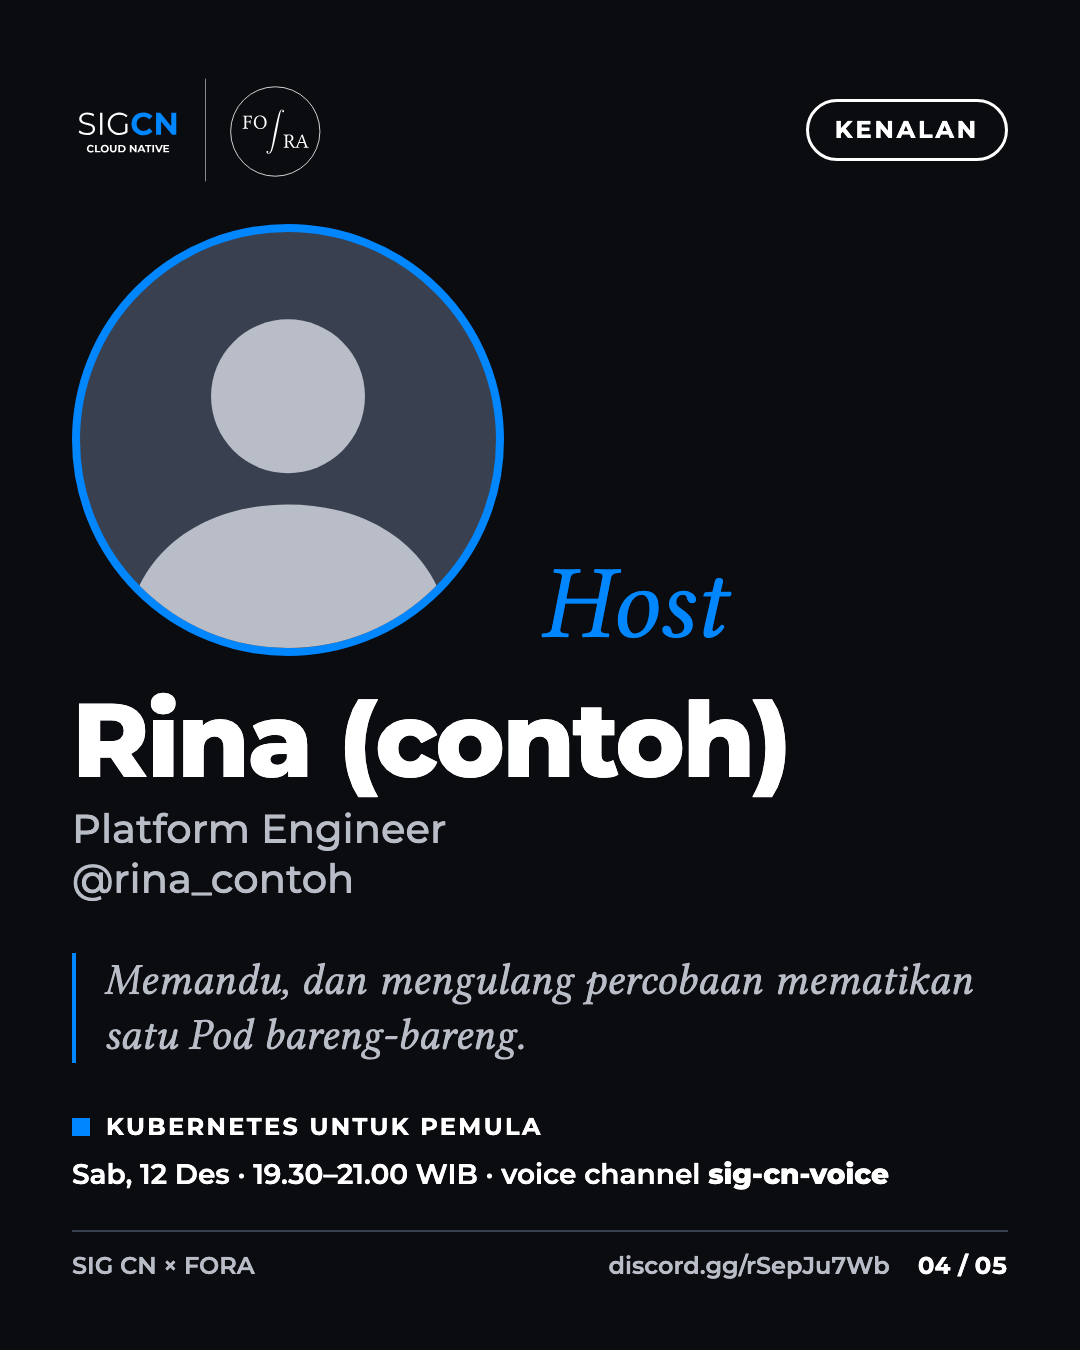 SIGCN
CLOUD NATIVE
FO
RA
KENALAN
Host
Rina (contoh)
Platform Engineer
@rina_contoh
Memandu, dan mengulang percobaan mematikan
satu Pod bareng-bareng.
KUBERNETES UNTUK PEMULA
Sab, 12 Des · 19.30–21.00 WIB · voice channel sig-cn-voice
SIG CN × FORA
discord.gg/rSepJu7Wb
04 / 05